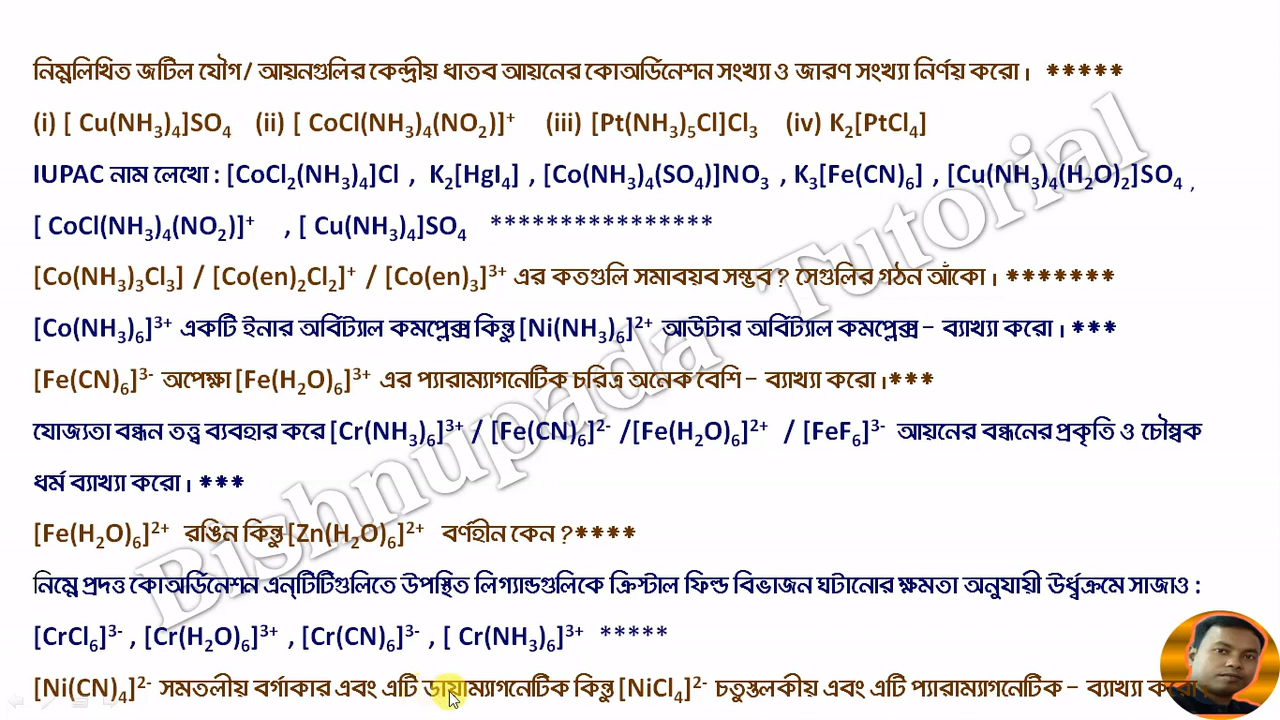 নিম্নলিখিত জটিল যৌগ/ আয়নগুলির কেন্দ্রীয় ধাতব আয়নের কোঅর্ডিনেশন সংখ্যা ও জারণ সংখ্যা নির্ণয় করো। *****
(i) [ Cu(NH₃)₄]SO₄ (ii) [ CoCl(NH₃)₄(NO₂)]⁺ (iii) [Pt(NH₃)₅Cl]Cl₃ (iv) K₂[PtCl₄]
IUPAC নাম লেখো : [CoCl₂(NH₃)₄]Cl , K₂[HgI₄] , [Co(NH₃)₄(SO₄)]NO₃ , K₃[Fe(CN)₆] , [Cu(NH₃)₄(H₂O)₂]SO₄ ,
[ CoCl(NH₃)₄(NO₂)]⁺ , [ Cu(NH₃)₄]SO₄ ****************
[Co(NH₃)₃Cl₃] / [Co(en)₂Cl₂]⁺ / [Co(en)₃]³⁺ এর কতগুলি সমাবয়ব সম্ভব? সেগুলির গঠন আঁকো। *******
[Co(NH₃)₆]³⁺ একটি ইনার অর্বিট্যাল কমপ্লেক্স কিন্তু [Ni(NH₃)₆]²⁺ আউটার অর্বিট্যাল কমপ্লেক্স – ব্যাখ্যা করো। ***
[Fe(CN)₆]³⁻ অপেক্ষা [Fe(H₂O)₆]³⁺ এর প্যারাম্যাগনেটিক চরিত্র অনেক বেশি – ব্যাখ্যা করো।***
যোজ্যতা বন্ধন তত্ত্ব ব্যবহার করে [Cr(NH₃)₆]³⁺ / [Fe(CN)₆]²⁻ /[Fe(H₂O)₆]²⁺ / [FeF₆]³⁻ আয়নের বন্ধনের প্রকৃতি ও চৌম্বক
ধর্ম ব্যাখ্যা করো। ***
[Fe(H₂O)₆]²⁺ রঙিন কিন্তু [Zn(H₂O)₆]²⁺ বর্ণহীন কেন ?****
নিম্নে প্রদত্ত কোঅর্ডিনেশন এন্‌টিটিগুলিতে উপস্থিত লিগ্যান্ডগুলিকে ক্রিস্টাল ফিল্ড বিভাজন ঘটানোর ক্ষমতা অনুযায়ী উর্ধ্বক্রমে সাজাও :
[CrCl₆]³⁻ , [Cr(H₂O)₆]³⁺ , [Cr(CN)₆]³⁻ , [ Cr(NH₃)₆]³⁺ *****
[Ni(CN)₄]²⁻ সমতলীয় বর্গাকার এবং এটি ডায়াম্যাগনেটিক কিন্তু [NiCl₄]²⁻ চতুস্তলকীয় এবং এটি প্যারাম্যাগনেটিক – ব্যাখ্যা করো।
Bishnupada Tutorial